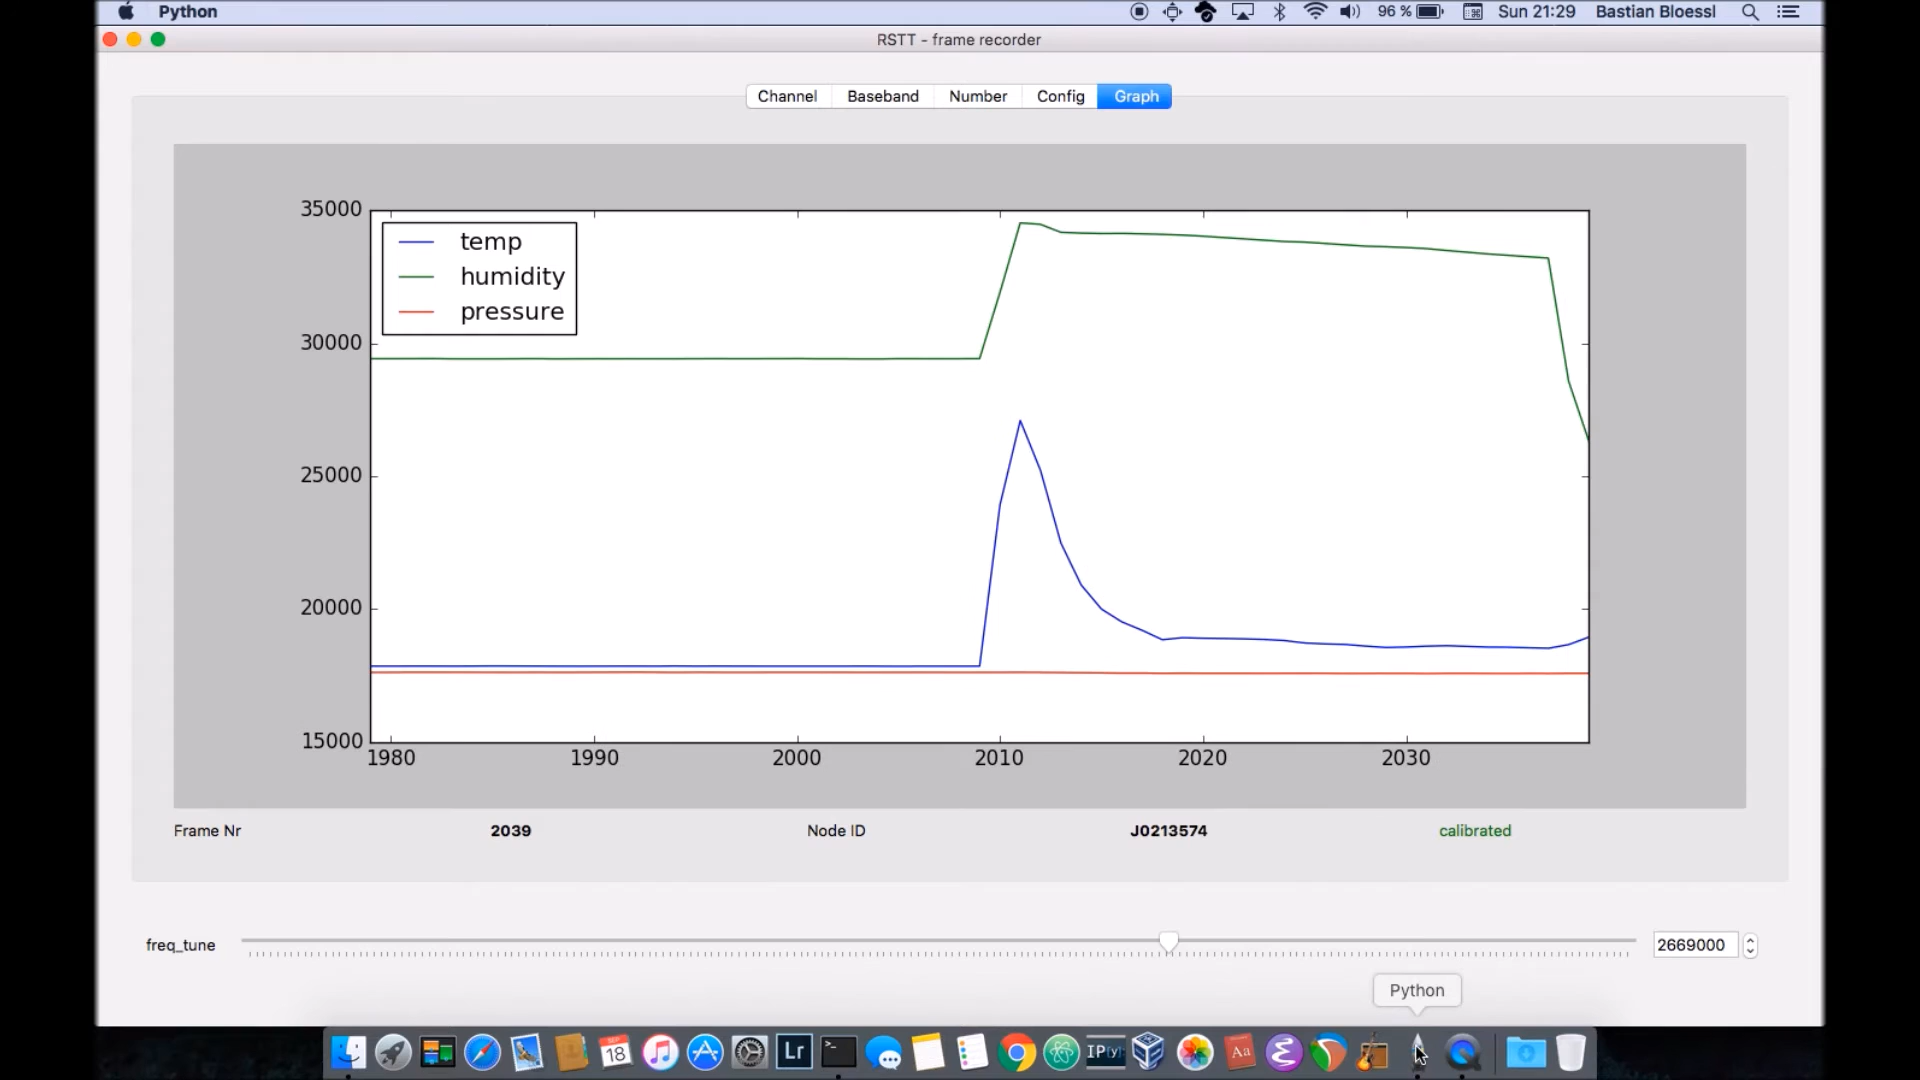 Python
96 %
Sun 21:29
Bastian Bloessl
RSTT - frame recorder
Channel
Baseband
Number
Config
Graph
35000
30000
25000
20000
15000
temp
humidity
pressure
1980
1990
2000
2010
2020
2030
Frame Nr
2039
Node ID
J0213574
calibrated
freq_tune
2669000
Python
18
Lr
>_
IP[y]:
Aa